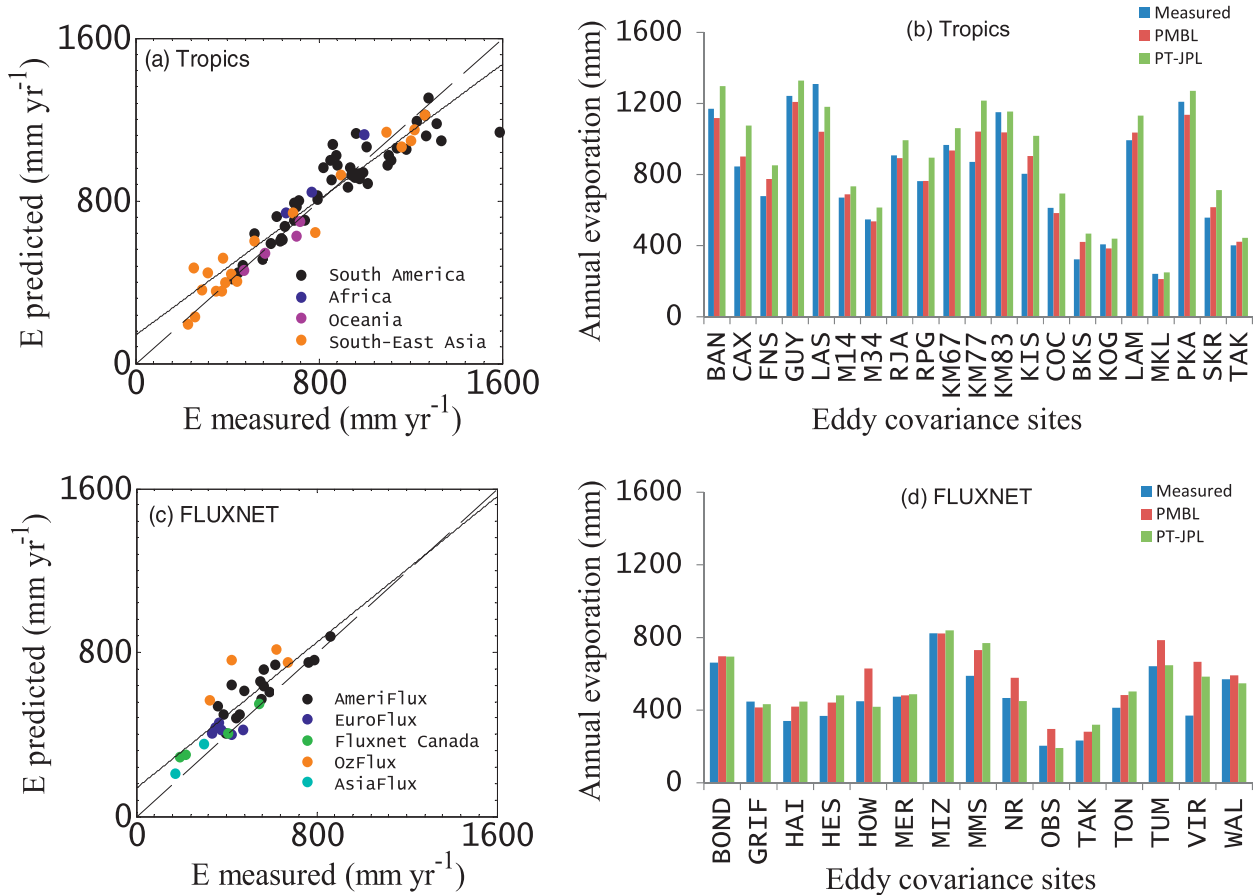 (a) Tropics
E predicted (mm yr-1)
1600
800
0
South America
Africa
Oceania
South-East Asia
0 800 1600
E measured (mm yr-1)
(b) Tropics
Measured
PMBL
PT-JPL
Annual evaporation (mm)
1600
1200
800
400
0
BAN CAX FNS GUY LAS M14 M34 RJA RPG KM67 KM77 KM83 KIS COC BKS KOG LAM MKL PKA SKR TAK
Eddy covariance sites
(c) FLUXNET
E predicted (mm yr-1)
1600
800
0
AmeriFlux
EuroFlux
Fluxnet Canada
OzFlux
AsiaFlux
0 800 1600
E measured (mm yr-1)
(d) FLUXNET
Measured
PMBL
PT-JPL
Annual evaporation (mm)
1600
1200
800
400
0
BOND GRIF HAI HES HOW MER MIZ MMS NR OBS TAK TON TUM VIR WAL
Eddy covariance sites